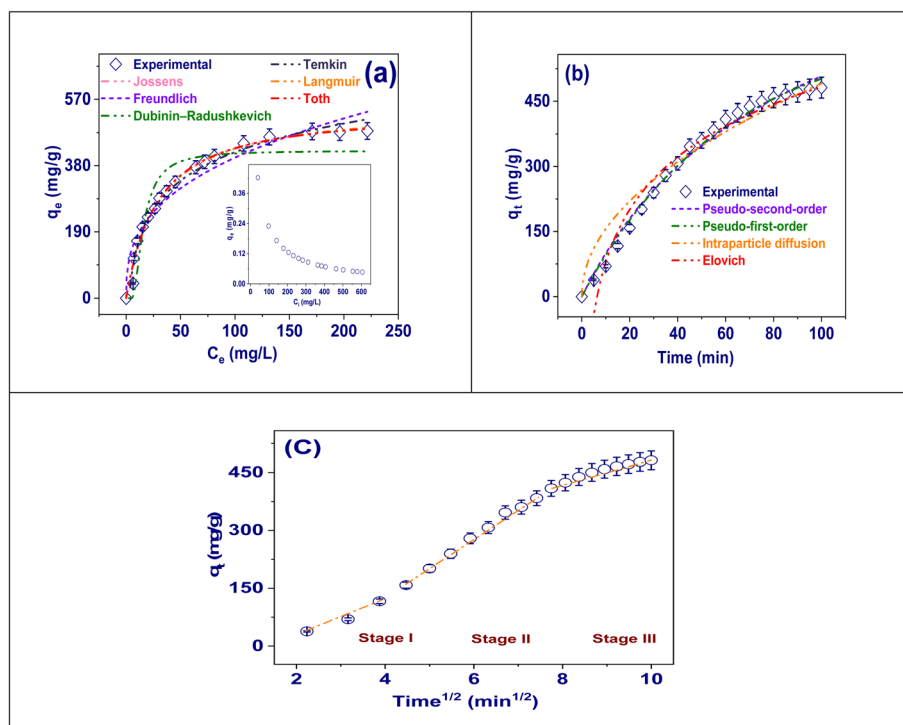 Experimental
Temkin
(a)
Jossens
Langmuir
Freundlich
Toth
Dubinin–Radushkevich
570
380
190
0
qe (mg/g)
0.36
0.24
0.12
0.00
0 100 200 300 400 500 600
Ci (mg/L)
0 50 100 150 200 250
Ce (mg/L)
(b)
450
300
150
0
qt (mg/g)
Experimental
Pseudo-second-order
Pseudo-first-order
Intraparticle diffusion
Elovich
0 20 40 60 80 100
Time (min)
(C)
450
300
150
0
qt (mg/g)
Stage I Stage II Stage III
2 4 6 8 10
Time1/2 (min1/2)